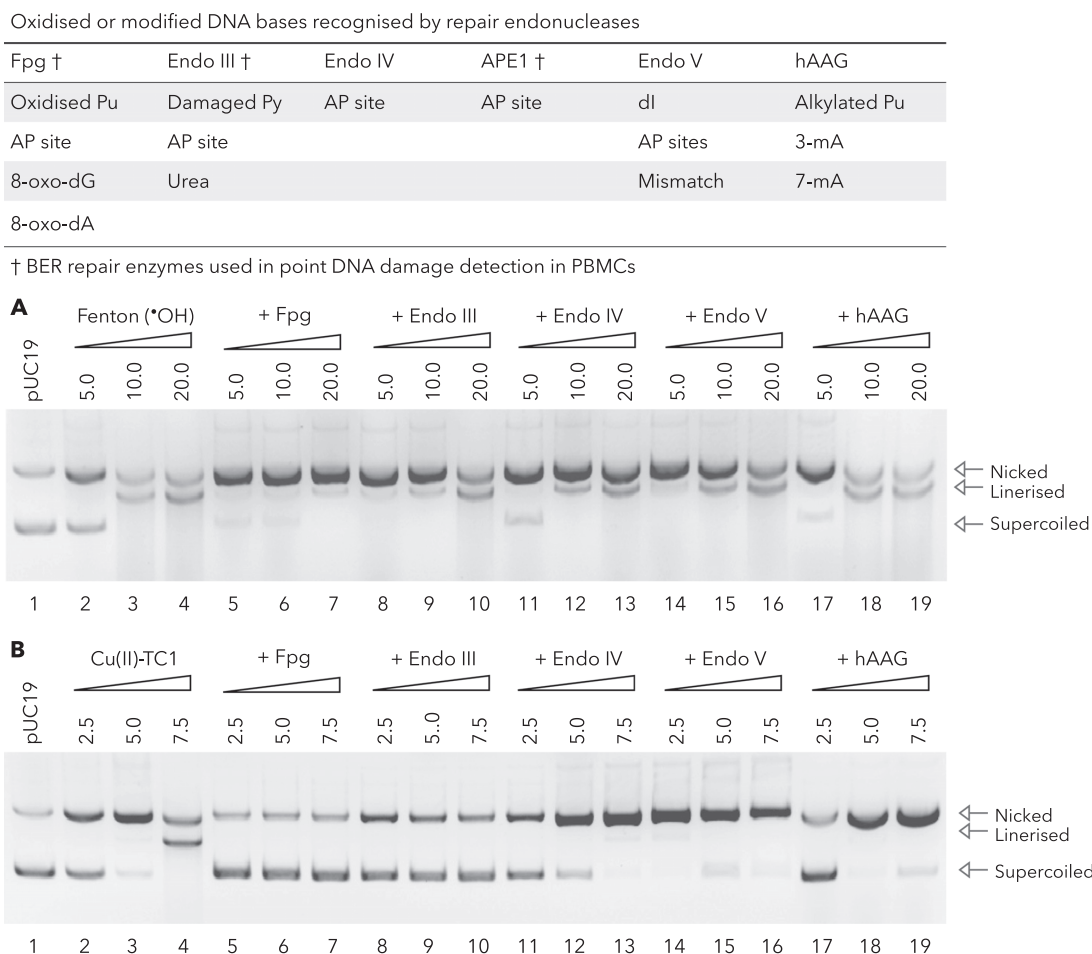 Oxidised or modified DNA bases recognised by repair endonucleases
Fpg † Endo III † Endo IV APE1 † Endo V hAAG
Oxidised Pu Damaged Py AP site AP site dI Alkylated Pu
AP site AP site AP sites 3-mA
8-oxo-dG Urea Mismatch 7-mA
8-oxo-dA
† BER repair enzymes used in point DNA damage detection in PBMCs
A
Fenton (•OH) + Fpg + Endo III + Endo IV + Endo V + hAAG
pUC19 5.0 10.0 20.0 5.0 10.0 20.0 5.0 10.0 20.0 5.0 10.0 20.0 5.0 10.0 20.0 5.0 10.0 20.0
Nicked
Linerised
Supercoiled
1 2 3 4 5 6 7 8 9 10 11 12 13 14 15 16 17 18 19
B
Cu(II)-TC1 + Fpg + Endo III + Endo IV + Endo V + hAAG
pUC19 2.5 5.0 7.5 2.5 5.0 7.5 2.5 5..0 7.5 2.5 5.0 7.5 2.5 5.0 7.5 2.5 5.0 7.5
Nicked
Linerised
Supercoiled
1 2 3 4 5 6 7 8 9 10 11 12 13 14 15 16 17 18 19